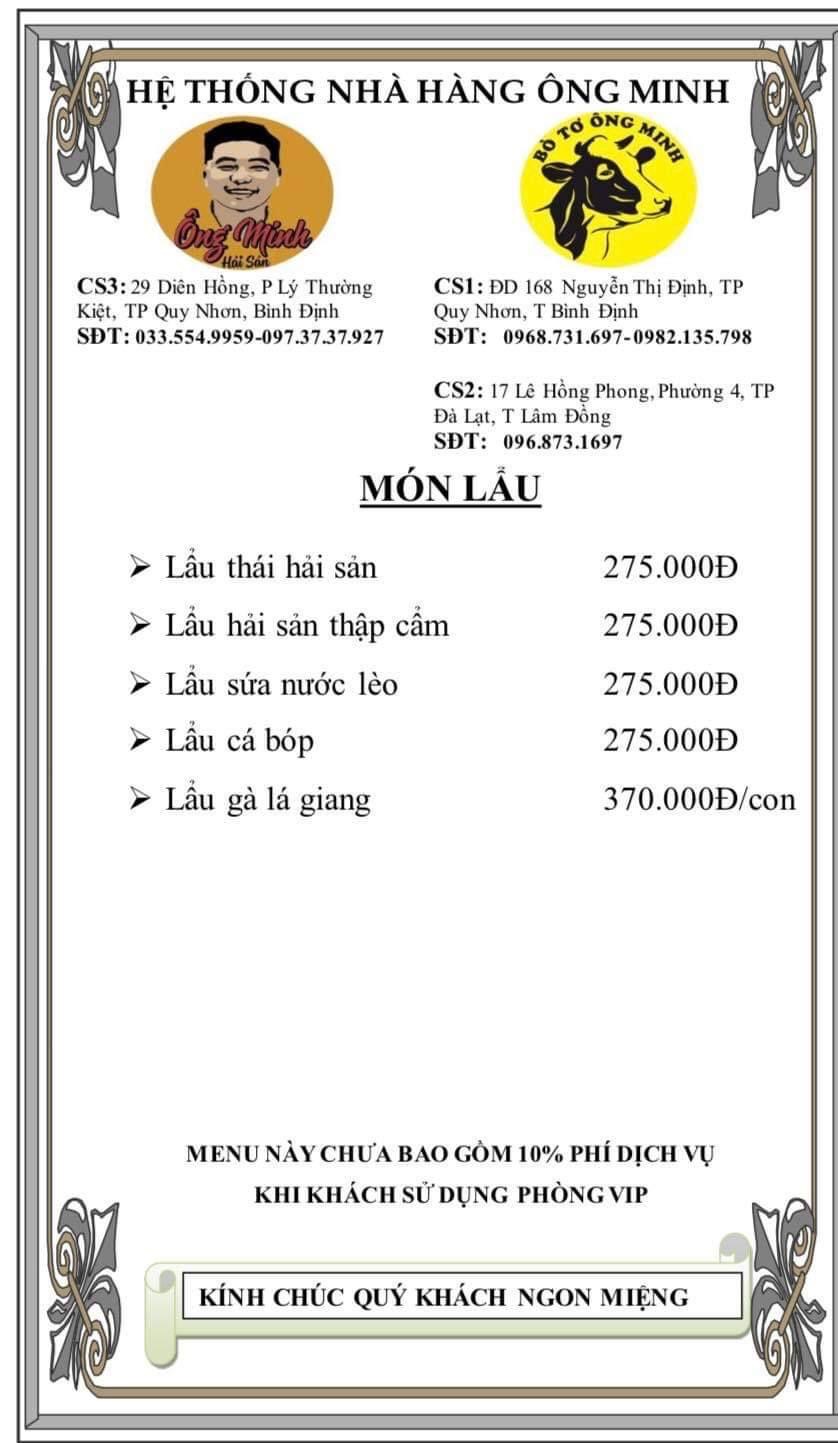 HỆ THỐNG NHÀ HÀNG ÔNG MINH
Ông Minh
Hải Sản
BÒ TƠ ÔNG MINH
CS3: 29 Diên Hồng, P Lý Thường
Kiệt, TP Quy Nhơn, Bình Định
SĐT: 033.554.9959-097.37.37.927
CS1: ĐD 168 Nguyễn Thị Định, TP
Quy Nhơn, T Bình Định
SĐT: 0968.731.697-0982.135.798
CS2: 17 Lê Hồng Phong, Phường 4, TP
Đà Lạt, T Lâm Đồng
SĐT: 096.873.1697
MÓN LẨU
➢ Lẩu thái hải sản 275.000Đ
➢ Lẩu hải sản thập cẩm 275.000Đ
➢ Lẩu sứa nước lèo 275.000Đ
➢ Lẩu cá bóp 275.000Đ
➢ Lẩu gà lá giang 370.000Đ/con
MENU NÀY CHƯA BAO GỒM 10% PHÍ DỊCH VỤ
KHI KHÁCH SỬ DỤNG PHÒNG VIP
KÍNH CHÚC QUÝ KHÁCH NGON MIỆNG